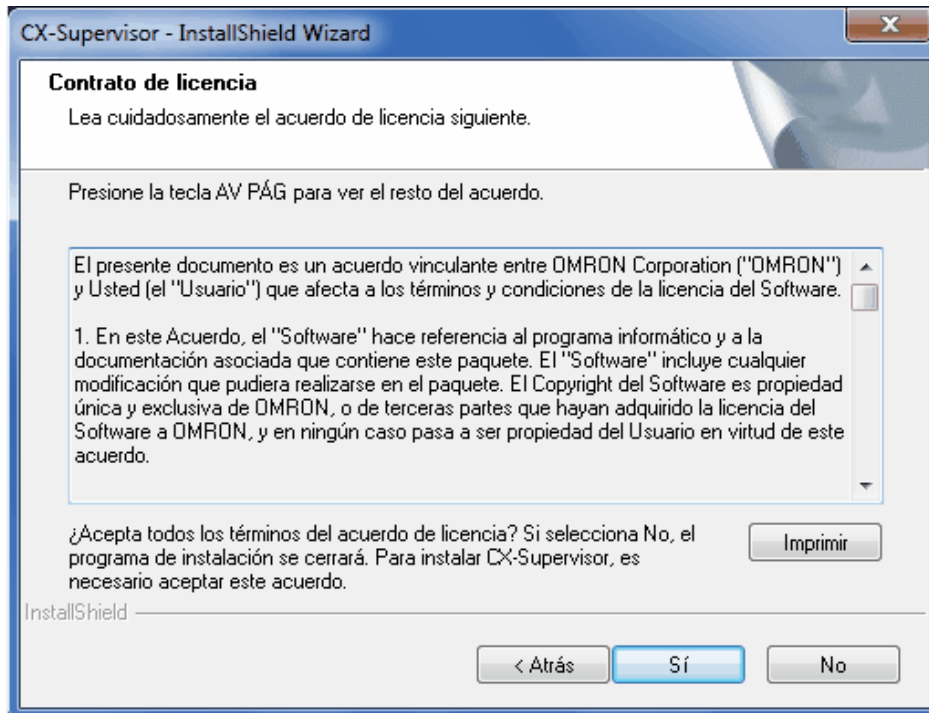 CX-Supervisor - InstallShield Wizard
Contrato de licencia
Lea cuidadosamente el acuerdo de licencia siguiente.
Presione la tecla AV PÁG para ver el resto del acuerdo.
El presente documento es un acuerdo vinculante entre OMRON Corporation ("OMRON")
y Usted (el "Usuario") que afecta a los términos y condiciones de la licencia del Software.
1. En este Acuerdo, el "Software" hace referencia al programa informático y a la
documentación asociada que contiene este paquete. El "Software" incluye cualquier
modificación que pudiera realizarse en el paquete. El Copyright del Software es propiedad
única y exclusiva de OMRON, o de terceras partes que hayan adquirido la licencia del
Software a OMRON, y en ningún caso pasa a ser propiedad del Usuario en virtud de este
acuerdo.
¿Acepta todos los términos del acuerdo de licencia? Si selecciona No, el
programa de instalación se cerrará. Para instalar CX-Supervisor, es
necesario aceptar este acuerdo.
Imprimir
InstallShield
< Atrás
Sí
No